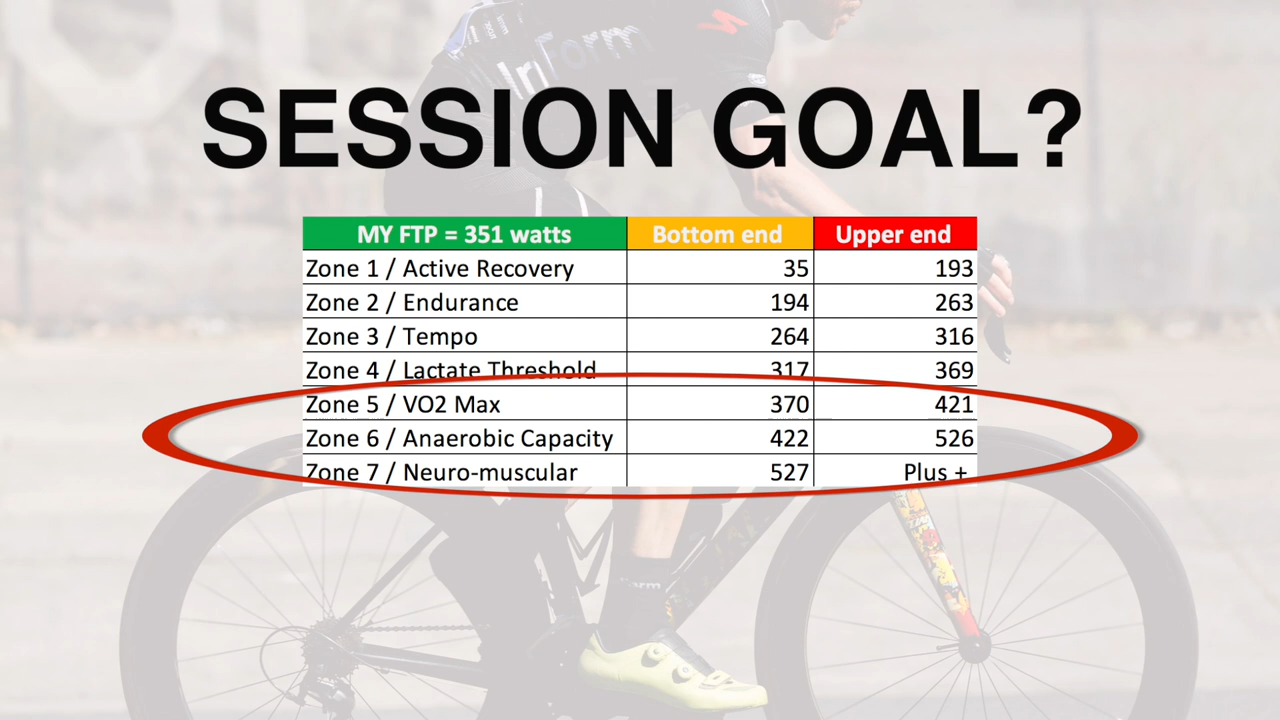 InForm
SESSION GOAL?
MY FTP = 351 watts Bottom end Upper end
Zone 1 / Active Recovery 35 193
Zone 2 / Endurance 194 263
Zone 3 / Tempo 264 316
Zone 4 / Lactate Threshold 317 369
Zone 5 / VO2 Max 370 421
Zone 6 / Anaerobic Capacity 422 526
Zone 7 / Neuro-muscular 527 Plus +